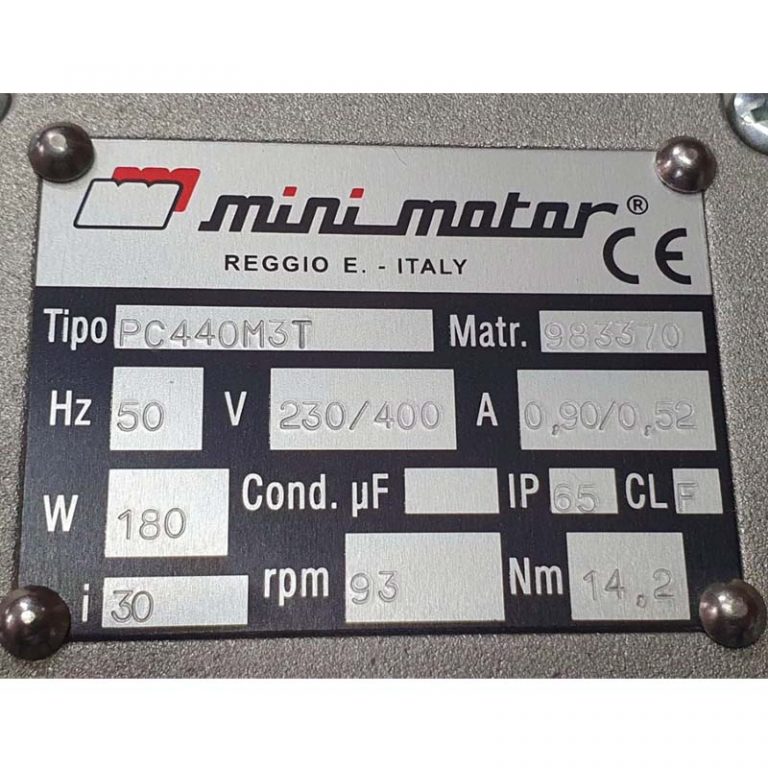 mini motor®
REGGIO E. - ITALY
CE
Tipo PC440M3T Matr. 983370
Hz 50 V 230/400 A 0,90/0,52
W 180 Cond. µF IP 65 CL F
i 30 rpm 93 Nm 14,2